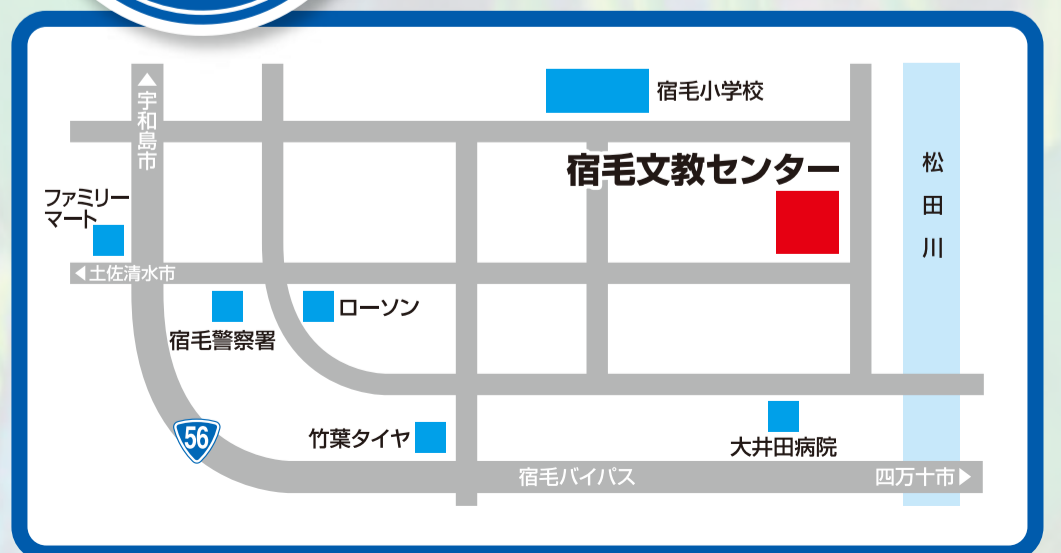 ▲宇和島市
宿毛小学校
宿毛文教センター
松田川
ファミリー
マート
◀土佐清水市
ローソン
宿毛警察署
56
竹葉タイヤ
大井田病院
宿毛バイパス
四万十市▶